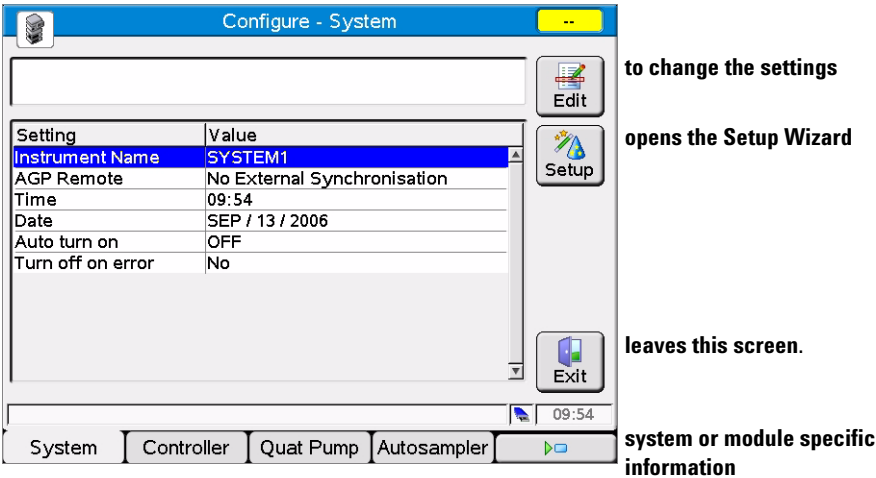 Configure - System
--
Edit
to change the settings
Setting Value
Instrument Name SYSTEM1
AGP Remote No External Synchronisation
Time 09:54
Date SEP / 13 / 2006
Auto turn on OFF
Turn off on error No
Setup
opens the Setup Wizard
Exit
leaves this screen.
09:54
System Controller Quat Pump Autosampler
system or module specific
information